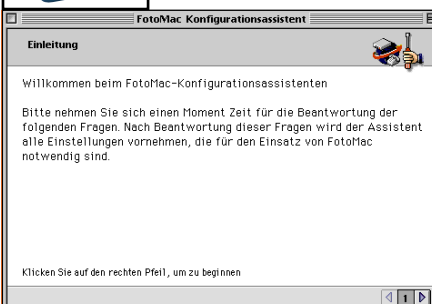 FotoMac Konfigurationsassistent
Einleitung
Willkommen beim FotoMac-Konfigurationsassistenten
Bitte nehmen Sie sich einen Moment Zeit für die Beantwortung der
folgenden Fragen. Nach Beantwortung dieser Fragen wird der Assistent
alle Einstellungen vornehmen, die für den Einsatz von FotoMac
notwendig sind.
Klicken Sie auf den rechten Pfeil, um zu beginnen
1